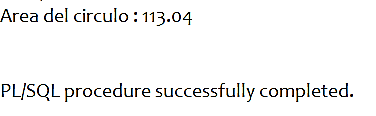 Area del circulo : 113.04
PL/SQL procedure successfully completed.